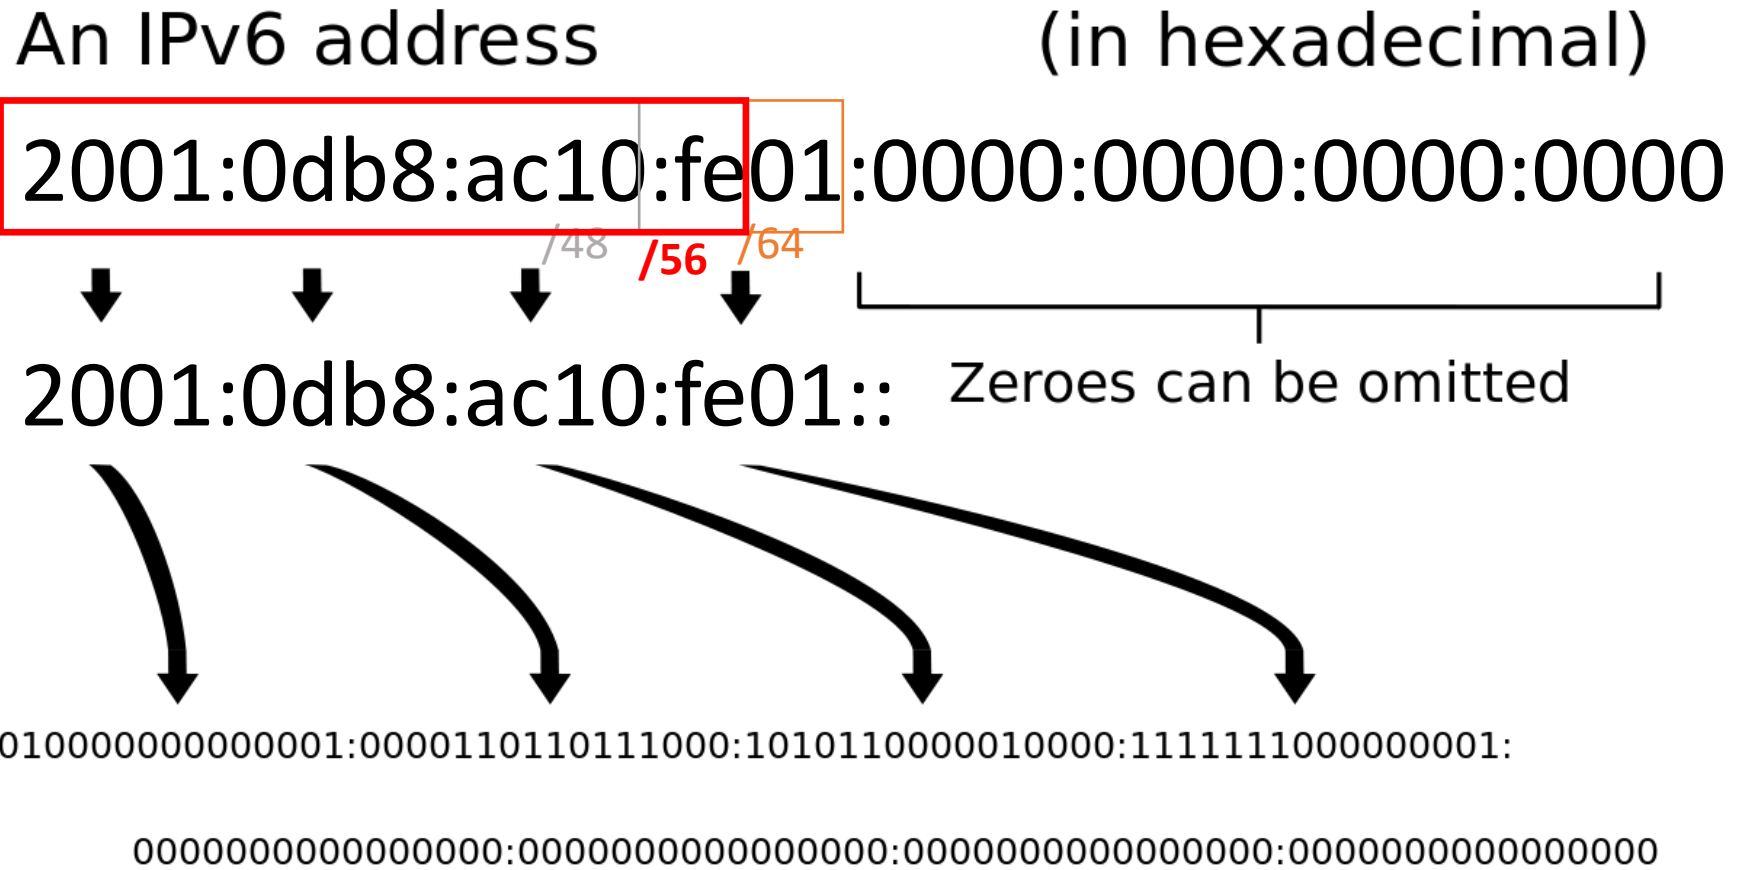 An IPv6 address (in hexadecimal)
2001:0db8:ac10:fe01:0000:0000:0000:0000
/48 /56 /64
2001:0db8:ac10:fe01:: Zeroes can be omitted
010000000000001:0000110110111000:1010110000010000:1111111000000001:
0000000000000000:0000000000000000:0000000000000000:0000000000000000